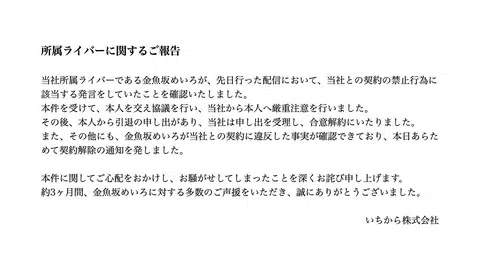 所属ライバーに関するご報告
当社所属ライバーである金魚坂めいろが、先日行った配信において、当社との契約の禁止行為に
該当する発言をしていたことを確認いたしました。
本件を受けて、本人を交え協議を行い、当社から本人へ厳重注意を行いました。
その後、本人から引退の申し出があり、当社は申し出を受理し、合意解約にいたりました。
また、その他にも、金魚坂めいろが当社との契約に違反した事実が確認できており、本日あらた
めて契約解除の通知を発しました。
本件に関してご心配をおかけし、お騒がせしてしまったことを深くお詫び申し上げます。
約3ヶ月間、金魚坂めいろに対する多数のご声援をいただき、誠にありがとうございました。
いちから株式会社